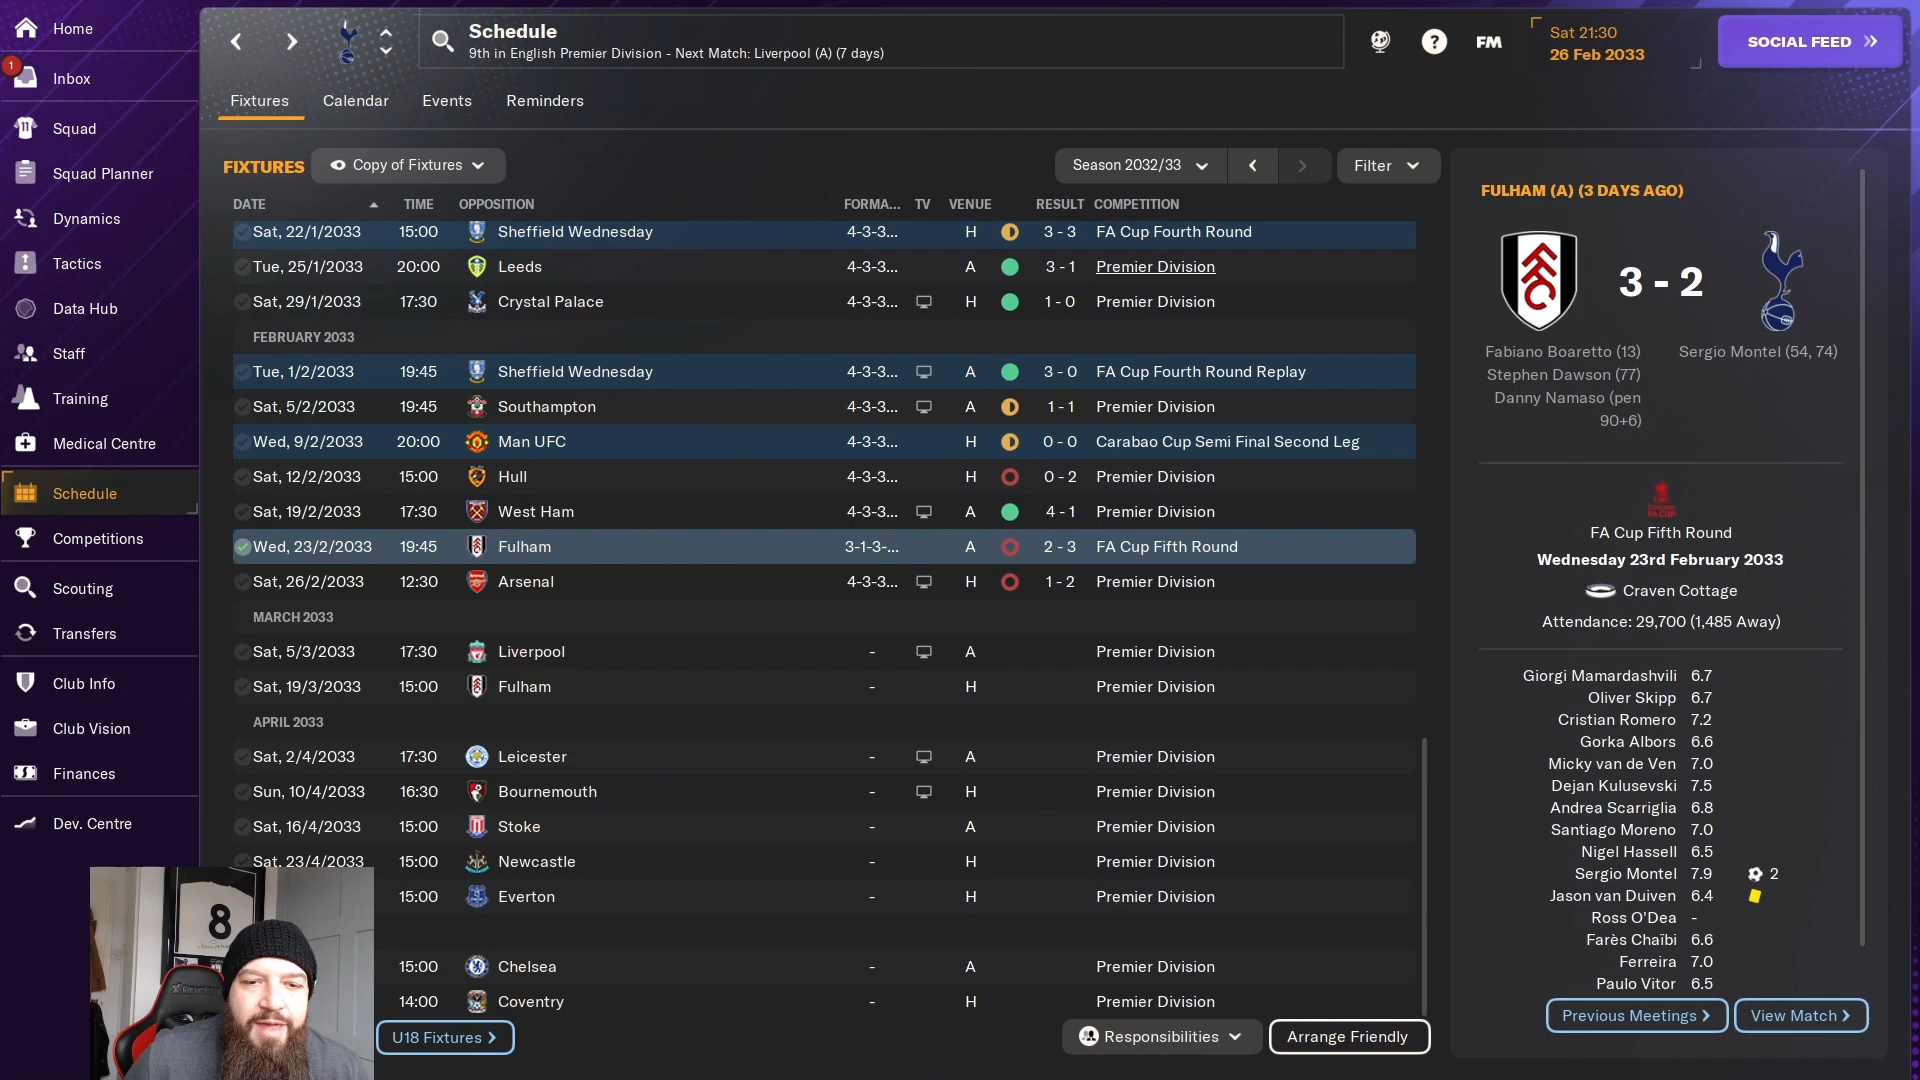 Home
1
Inbox
Squad
Squad Planner
Dynamics
Tactics
Data Hub
Staff
Training
Medical Centre
Schedule
Competitions
Scouting
Transfers
Club Info
Club Vision
Finances
Dev. Centre
Schedule
9th in English Premier Division - Next Match: Liverpool (A) (7 days)
FM
Sat 21:30
26 Feb 2033
SOCIAL FEED
Fixtures Calendar Events Reminders
FIXTURES Copy of Fixtures Season 2032/33 Filter
DATE TIME OPPOSITION FORMA... TV VENUE RESULT COMPETITION
Sat, 22/1/2033 15:00 Sheffield Wednesday 4-3-3... H 3 - 3 FA Cup Fourth Round
Tue, 25/1/2033 20:00 Leeds 4-3-3... A 3 - 1 Premier Division
Sat, 29/1/2033 17:30 Crystal Palace 4-3-3... H 1 - 0 Premier Division
FEBRUARY 2033
Tue, 1/2/2033 19:45 Sheffield Wednesday 4-3-3... A 3 - 0 FA Cup Fourth Round Replay
Sat, 5/2/2033 19:45 Southampton 4-3-3... A 1 - 1 Premier Division
Wed, 9/2/2033 20:00 Man UFC 4-3-3... H 0 - 0 Carabao Cup Semi Final Second Leg
Sat, 12/2/2033 15:00 Hull 4-3-3... H 0 - 2 Premier Division
Sat, 19/2/2033 17:30 West Ham 4-3-3... A 4 - 1 Premier Division
Wed, 23/2/2033 19:45 Fulham 3-1-3-... A 2 - 3 FA Cup Fifth Round
Sat, 26/2/2033 12:30 Arsenal 4-3-3... H 1 - 2 Premier Division
MARCH 2033
Sat, 5/3/2033 17:30 Liverpool - A Premier Division
Sat, 19/3/2033 15:00 Fulham - H Premier Division
APRIL 2033
Sat, 2/4/2033 17:30 Leicester - A Premier Division
Sun, 10/4/2033 16:30 Bournemouth - H Premier Division
Sat, 16/4/2033 15:00 Stoke - A Premier Division
Sat, 23/4/2033 15:00 Newcastle - H Premier Division
15:00 Everton - H Premier Division
15:00 Chelsea - A Premier Division
14:00 Coventry - H Premier Division
8
U18 Fixtures
Responsibilities
Arrange Friendly
FULHAM (A) (3 DAYS AGO)
3 - 2
Fabiano Boaretto (13)
Stephen Dawson (77)
Danny Namaso (pen
90+6)
Sergio Montel (54, 74)
FA CUP
FA Cup Fifth Round
Wednesday 23rd February 2033
Craven Cottage
Attendance: 29,700 (1,485 Away)
Giorgi Mamardashvili 6.7
Oliver Skipp 6.7
Cristian Romero 7.2
Gorka Albors 6.6
Micky van de Ven 7.0
Dejan Kulusevski 7.5
Andrea Scarriglia 6.8
Santiago Moreno 7.0
Nigel Hassell 6.5
Sergio Montel 7.9 2
Jason van Duiven 6.4
Ross O'Dea -
Farès Chaïbi 6.6
Ferreira 7.0
Paulo Vitor 6.5
Previous Meetings
View Match